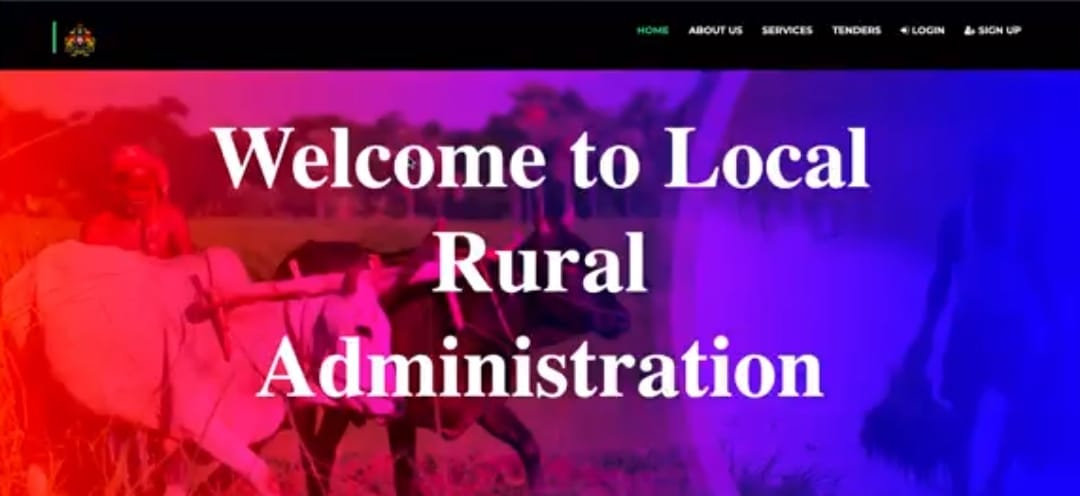 HOME ABOUT US SERVICES TENDERS LOGIN SIGN UP
Welcome to Local
Rural
Administration